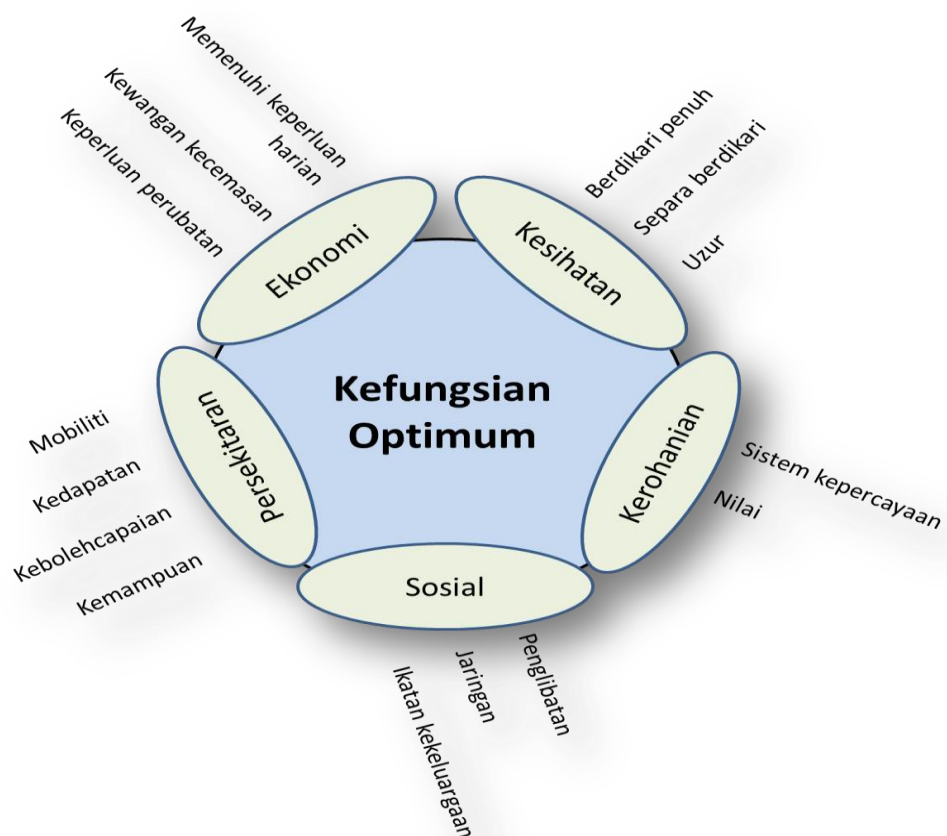 Memenuhi keperluan
harian
Kewangan kecemasan
Keperluan perubatan
Ekonomi
Berdikari penuh
Separa berdikari
Uzur
Kesihatan
Kefungsian
Optimum
Persekitaran
Mobiliti
Kedapatan
Kebolehcapaian
Kemampuan
Kerohanian
Sistem kepercayaan
Nilai
Sosial
Penglibatan
Jaringan
Ikatan kekeluargaan